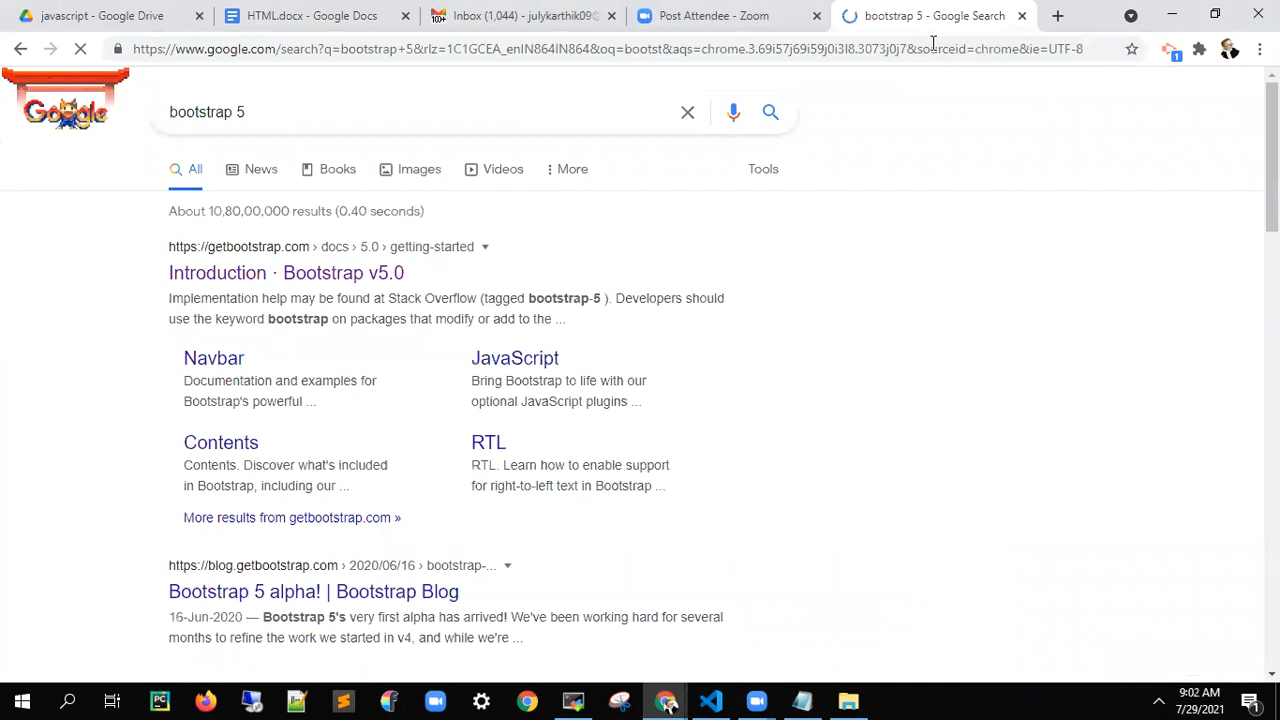 javascript - Google Drive
HTML.docx - Google Docs
Inbox (1,044) - julykarthik09@
Post Attendee - Zoom
bootstrap 5 - Google Search
https://www.google.com/search?q=bootstrap+5&rlz=1C1GCEA_enIN864IN864&oq=bootst&aqs=chrome.3.69i57j69i59j0i3l8.3073j0j7&sourceid=chrome&ie=UTF-8
1
Google
bootstrap 5
All
News
Books
Images
Videos
More
Tools
About 10,80,00,000 results (0.40 seconds)
https://getbootstrap.com › docs › 5.0 › getting-started
Introduction · Bootstrap v5.0
Implementation help may be found at Stack Overflow (tagged bootstrap-5 ). Developers should
use the keyword bootstrap on packages that modify or add to the ...
Navbar
Documentation and examples for
Bootstrap's powerful ...
JavaScript
Bring Bootstrap to life with our
optional JavaScript plugins ...
Contents
Contents. Discover what's included
in Bootstrap, including our ...
RTL
RTL. Learn how to enable support
for right-to-left text in Bootstrap ...
More results from getbootstrap.com »
https://blog.getbootstrap.com › 2020/06/16 › bootstrap-...
Bootstrap 5 alpha! | Bootstrap Blog
16-Jun-2020 — Bootstrap 5's very first alpha has arrived! We've been working hard for several
months to refine the work we started in v4, and while we're ...
PC
9:02 AM
7/29/2021
1